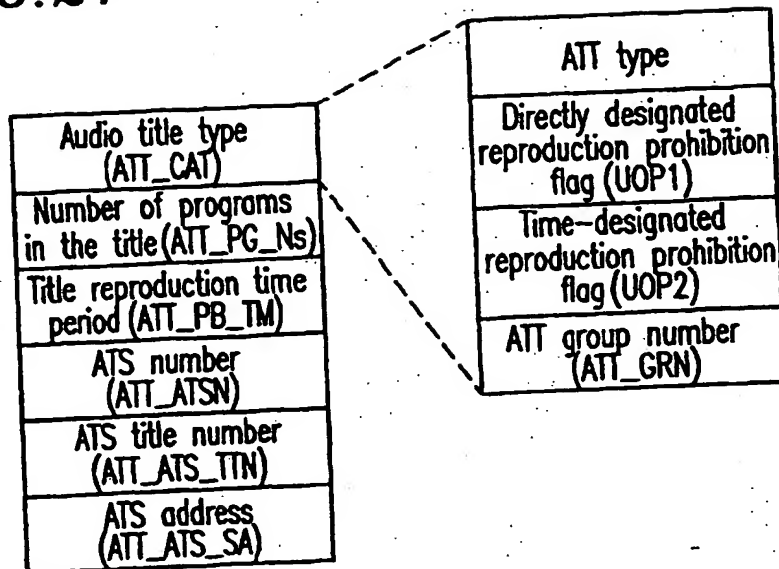 Audio title type
(ATT_CAT)
Number of programs
in the title (ATT_PG_Ns)
Title reproduction time
period (ATT_PB_TM)
ATS number
(ATT_ATSN)
ATS title number
(ATT_ATS_TTN)
ATS address
(ATT_ATS_SA)
ATT type
Directly designated
reproduction prohibition
flag (UOP1)
Time-designated
reproduction prohibition
flag (UOP2)
ATT group number
(ATT_GRN)